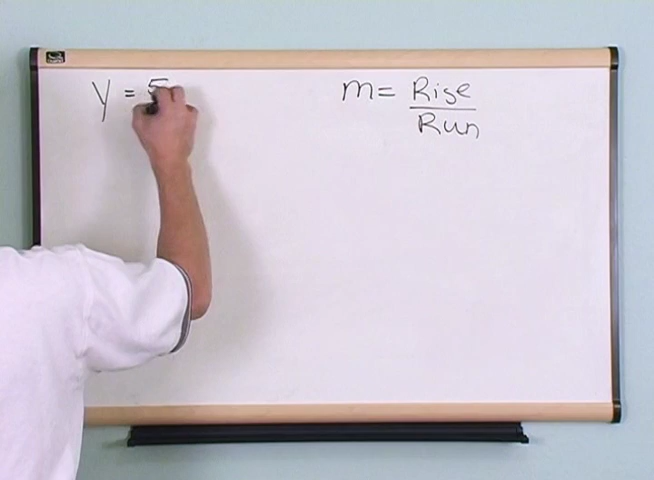 y = 5
m = Rise
Run